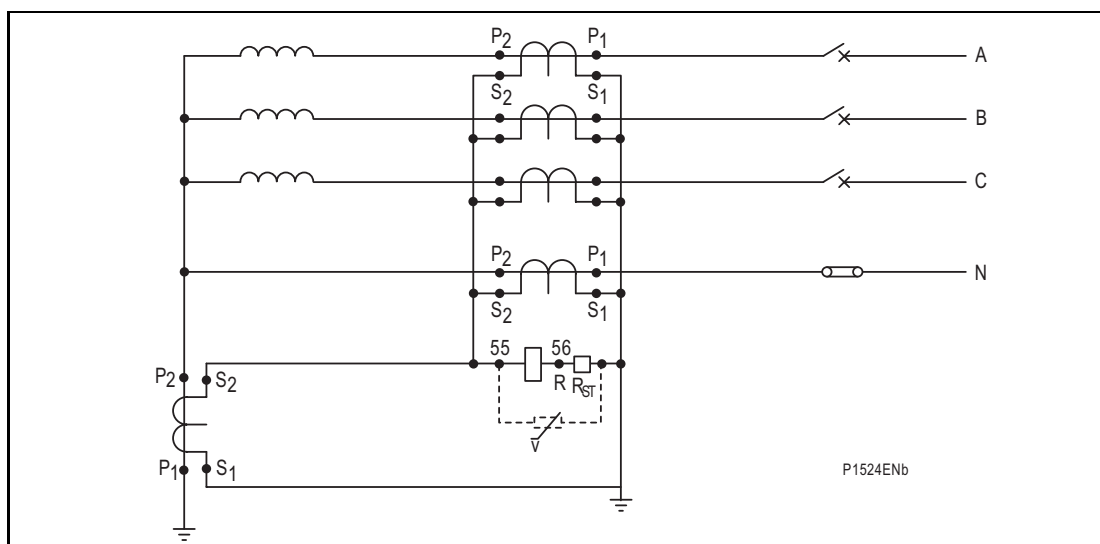 P2 P1 A
S2 S1
B
C
P2 P1 N
S2 S1
55 56
P2 S2 R RST
V
P1 S1 P1524ENb